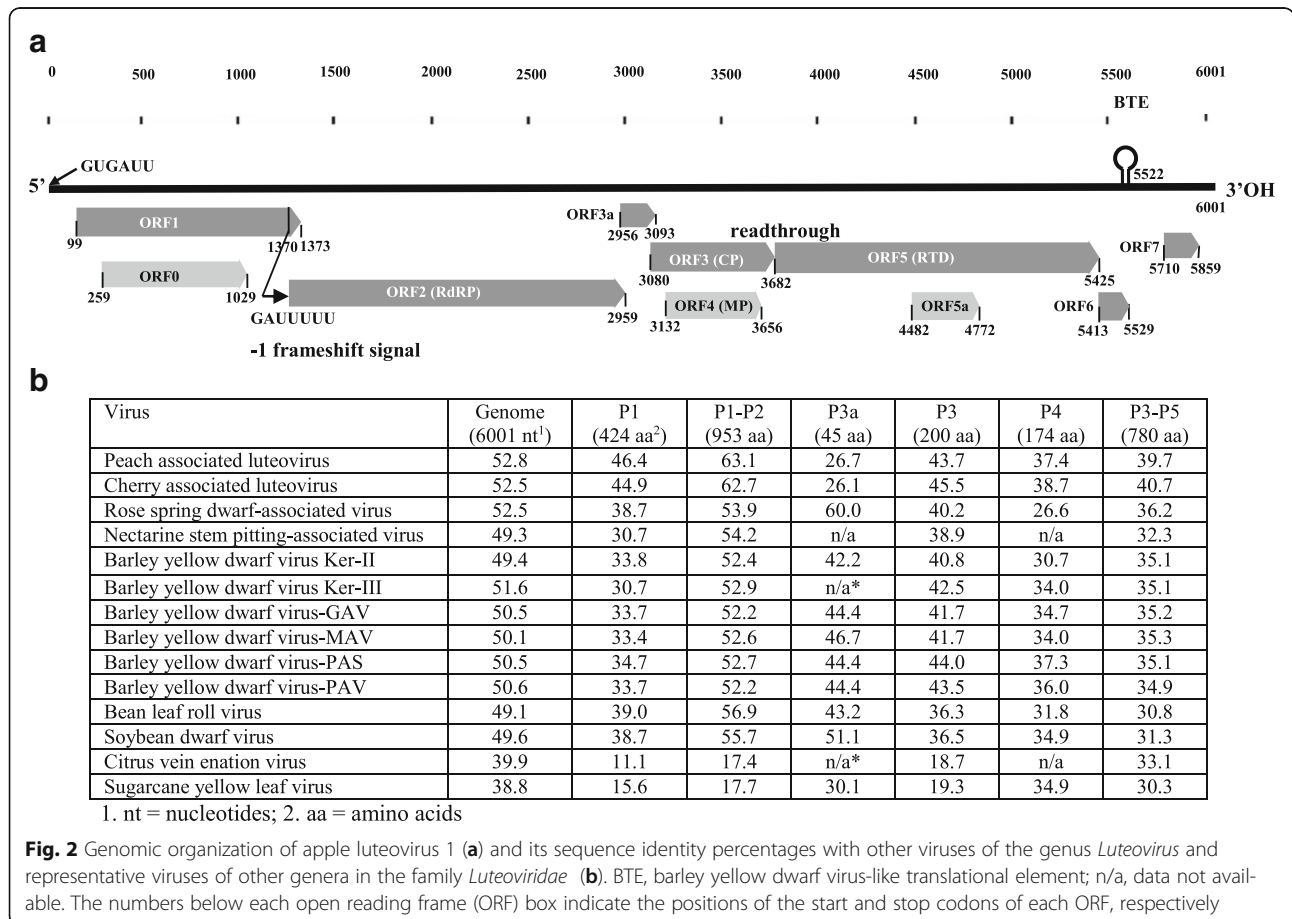 a
0 500 1000 2000 3000 3500 4000 4500 5000 5500 6001
BTE
GUGAUU
5522
5' 3'OH
6001
ORF1 ORF3a ORF7
99 1370 1373 2956 3093 readthrough 5710 5859
ORF0 ORF3 (CP) ORF5 (RTD)
259 1029 3080 3682 5425
ORF2 (RdRP) ORF4 (MP) ORF5a ORF6
GAUUUUU 2959 3132 3656 4482 4772 5413 5529
-1 frameshift signal
b
Virus Genome P1 P1-P2 P3a P3 P4 P3-P5
(6001 nt1) (424 aa2) (953 aa) (45 aa) (200 aa) (174 aa) (780 aa)
Peach associated luteovirus 52.8 46.4 63.1 26.7 43.7 37.4 39.7
Cherry associated luteovirus 52.5 44.9 62.7 26.1 45.5 38.7 40.7
Rose spring dwarf-associated virus 52.5 38.7 53.9 60.0 40.2 26.6 36.2
Nectarine stem pitting-associated virus 49.3 30.7 54.2 n/a 38.9 n/a 32.3
Barley yellow dwarf virus Ker-II 49.4 33.8 52.4 42.2 40.8 30.7 35.1
Barley yellow dwarf virus Ker-III 51.6 30.7 52.9 n/a* 42.5 34.0 35.1
Barley yellow dwarf virus-GAV 50.5 33.7 52.2 44.4 41.7 34.7 35.2
Barley yellow dwarf virus-MAV 50.1 33.4 52.6 46.7 41.7 34.0 35.3
Barley yellow dwarf virus-PAS 50.5 34.7 52.7 44.4 44.0 37.3 35.1
Barley yellow dwarf virus-PAV 50.6 33.7 52.2 44.4 43.5 36.0 34.9
Bean leaf roll virus 49.1 39.0 56.9 43.2 36.3 31.8 30.8
Soybean dwarf virus 49.6 38.7 55.7 51.1 36.5 34.9 31.3
Citrus vein enation virus 39.9 11.1 17.4 n/a* 18.7 n/a 33.1
Sugarcane yellow leaf virus 38.8 15.6 17.7 30.1 19.3 34.9 30.3
1. nt = nucleotides; 2. aa = amino acids
Fig. 2 Genomic organization of apple luteovirus 1 (a) and its sequence identity percentages with other viruses of the genus Luteovirus and
representative viruses of other genera in the family Luteoviridae (b). BTE, barley yellow dwarf virus-like translational element; n/a, data not avail-
able. The numbers below each open reading frame (ORF) box indicate the positions of the start and stop codons of each ORF, respectively